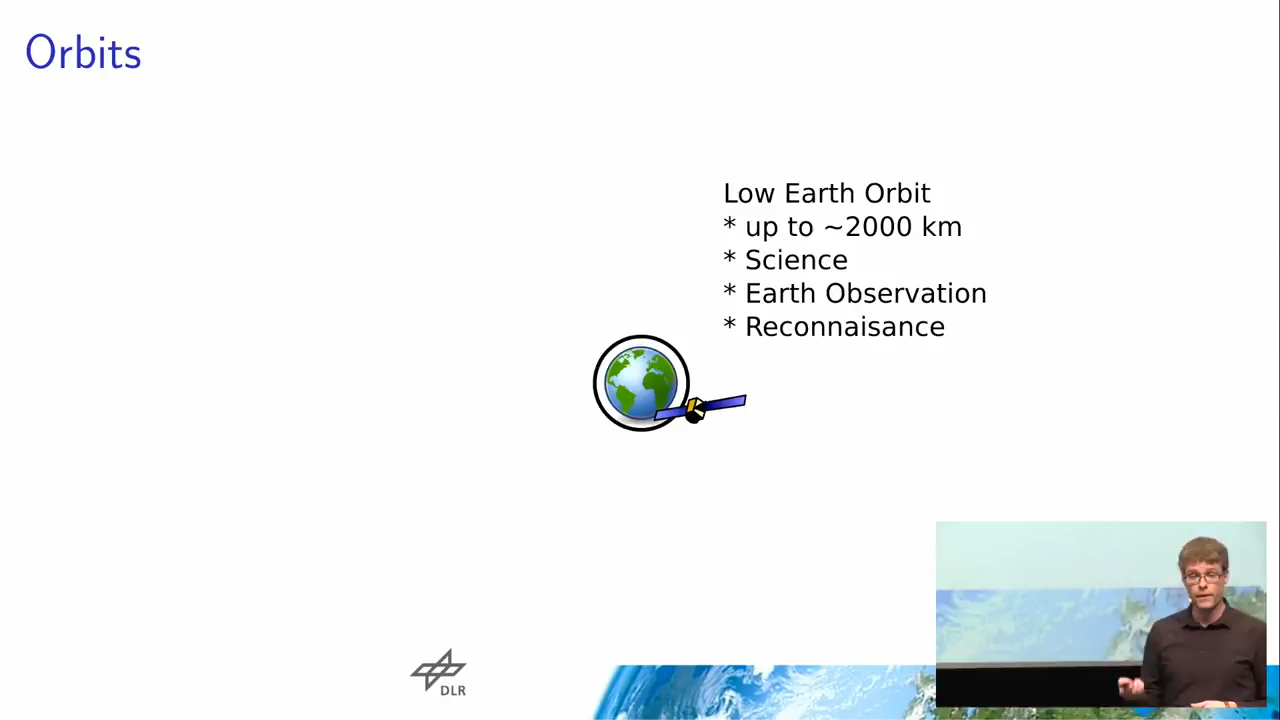 Orbits
Low Earth Orbit
* up to ~2000 km
* Science
* Earth Observation
* Reconnaisance
DLR